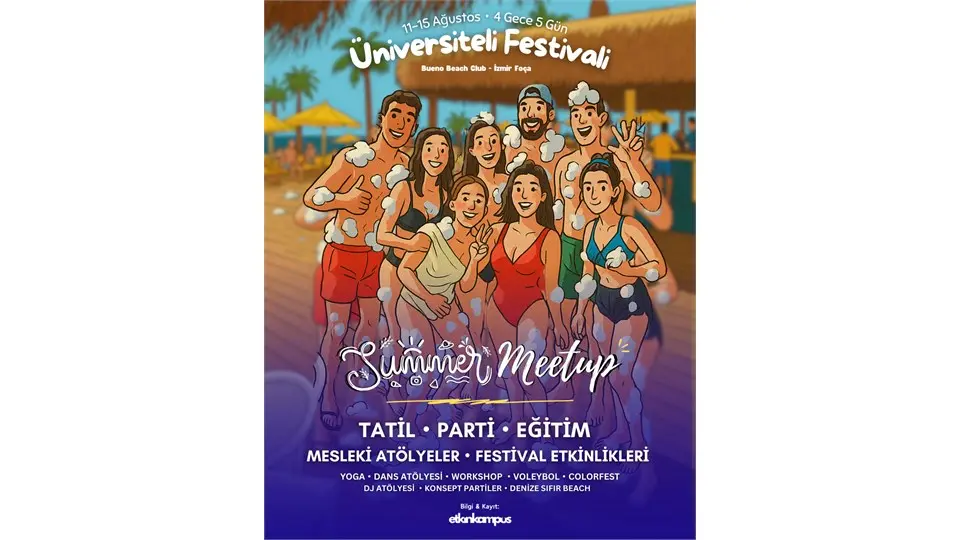 11-15 Ağustos • 4 Gece 5 Gün
Üniversiteli Festivali
Bueno Beach Club - İzmir Foça
Summer Meetup
TATİL • PARTİ • EĞİTİM
MESLEKİ ATÖLYELER • FESTİVAL ETKİNLİKLERİ
YOGA • DANS ATÖLYESİ • WORKSHOP • VOLEYBOL • COLORFEST
DJ ATÖLYESİ • KONSEPT PARTİLER • DENİZE SIFIR BEACH
Bilgi & Kayıt:
etkinkampus